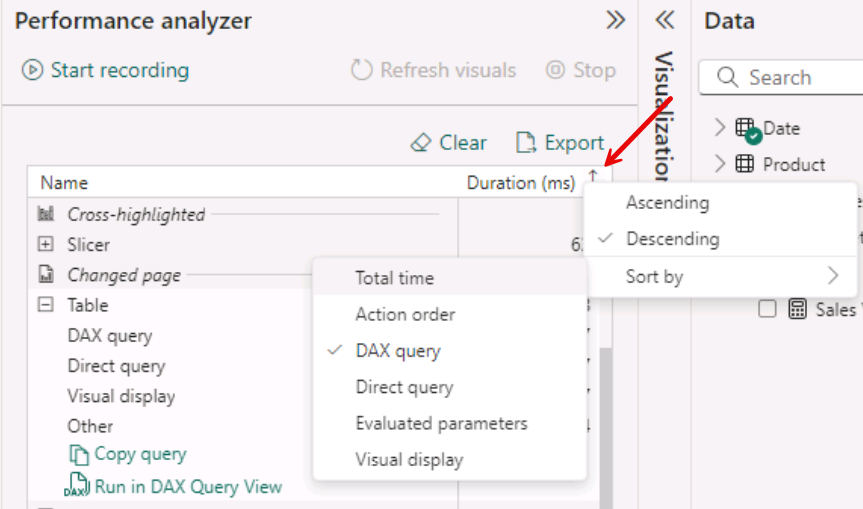 Performance analyzer
Start recording
Refresh visuals
Stop
Clear
Export
Name
Duration (ms)
Cross-highlighted
Slicer
Changed page
Table
DAX query
Direct query
Visual display
Other
Copy query
Run in DAX Query View
Ascending
Descending
Sort by
Total time
Action order
DAX query
Direct query
Evaluated parameters
Visual display
Data
Search
Date
Product
Sales